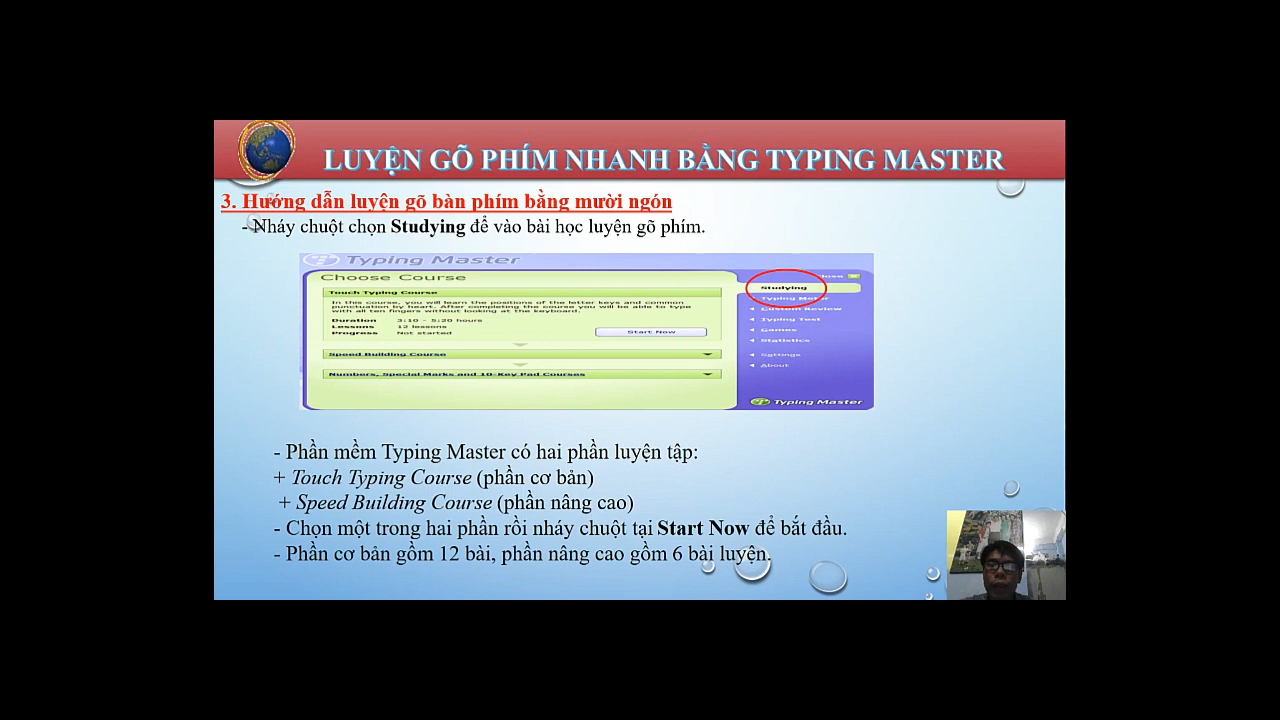 LUYỆN GÕ PHÍM NHANH BẰNG TYPING MASTER
3. Hướng dẫn luyện gõ bàn phím bằng mười ngón
- Nháy chuột chọn Studying để vào bài học luyện gõ phím.
Typing Master
Choose Course
Touch Typing Course
In this course, you will learn the positions of the letter keys and common
punctuation by heart. After completing the course you will be able to type
with all ten fingers without looking at the keyboard.
Duration 3:10 - 5:20 hours
Lessons 12 lessons
Progress Not started
Start Now
Speed Building Course
Numbers, Special Marks and 10-Key Pad Courses
Studying
Typing Meter
Custom Review
Typing Test
Games
Statistics
Settings
About
Typing Master
- Phần mềm Typing Master có hai phần luyện tập:
+ Touch Typing Course (phần cơ bản)
+ Speed Building Course (phần nâng cao)
- Chọn một trong hai phần rồi nháy chuột tại Start Now để bắt đầu.
- Phần cơ bản gồm 12 bài, phần nâng cao gồm 6 bài luyện.